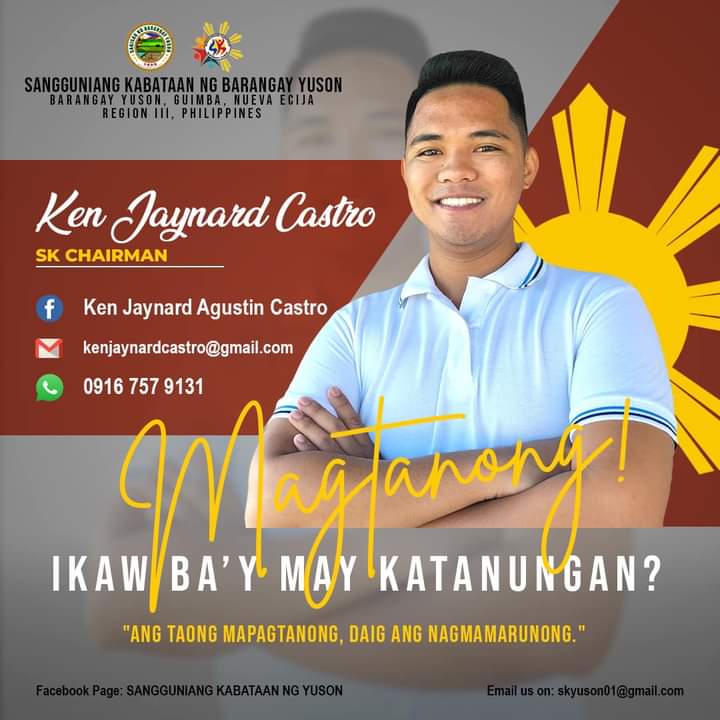 SANGGUNIANG KABATAAN NG BARANGAY YUSON
BARANGAY YUSON, GUIMBA, NUEVA ECIJA
REGION III, PHILIPPINES
Ken Jaynard Castro
SK CHAIRMAN
Ken Jaynard Agustin Castro
kenjaynardcastro@gmail.com
0916 757 9131
Magtanong!
IKAW BA'Y MAY KATANUNGAN?
"ANG TAONG MAPAGTANONG, DAIG ANG NAGMAMARUNONG."
Facebook Page: SANGGUNIANG KABATAAN NG YUSON
Email us on: skyuson01@gmail.com